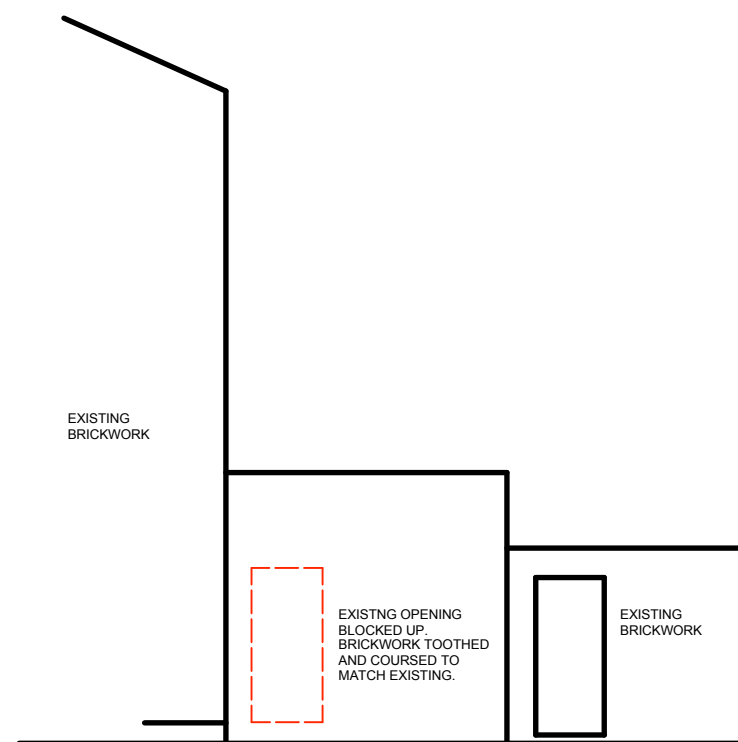 EXISTING
BRICKWORK
EXISTNG OPENING
BLOCKED UP.
BRICKWORK TOOTHED
AND COURSED TO
MATCH EXISTING.
EXISTING
BRICKWORK